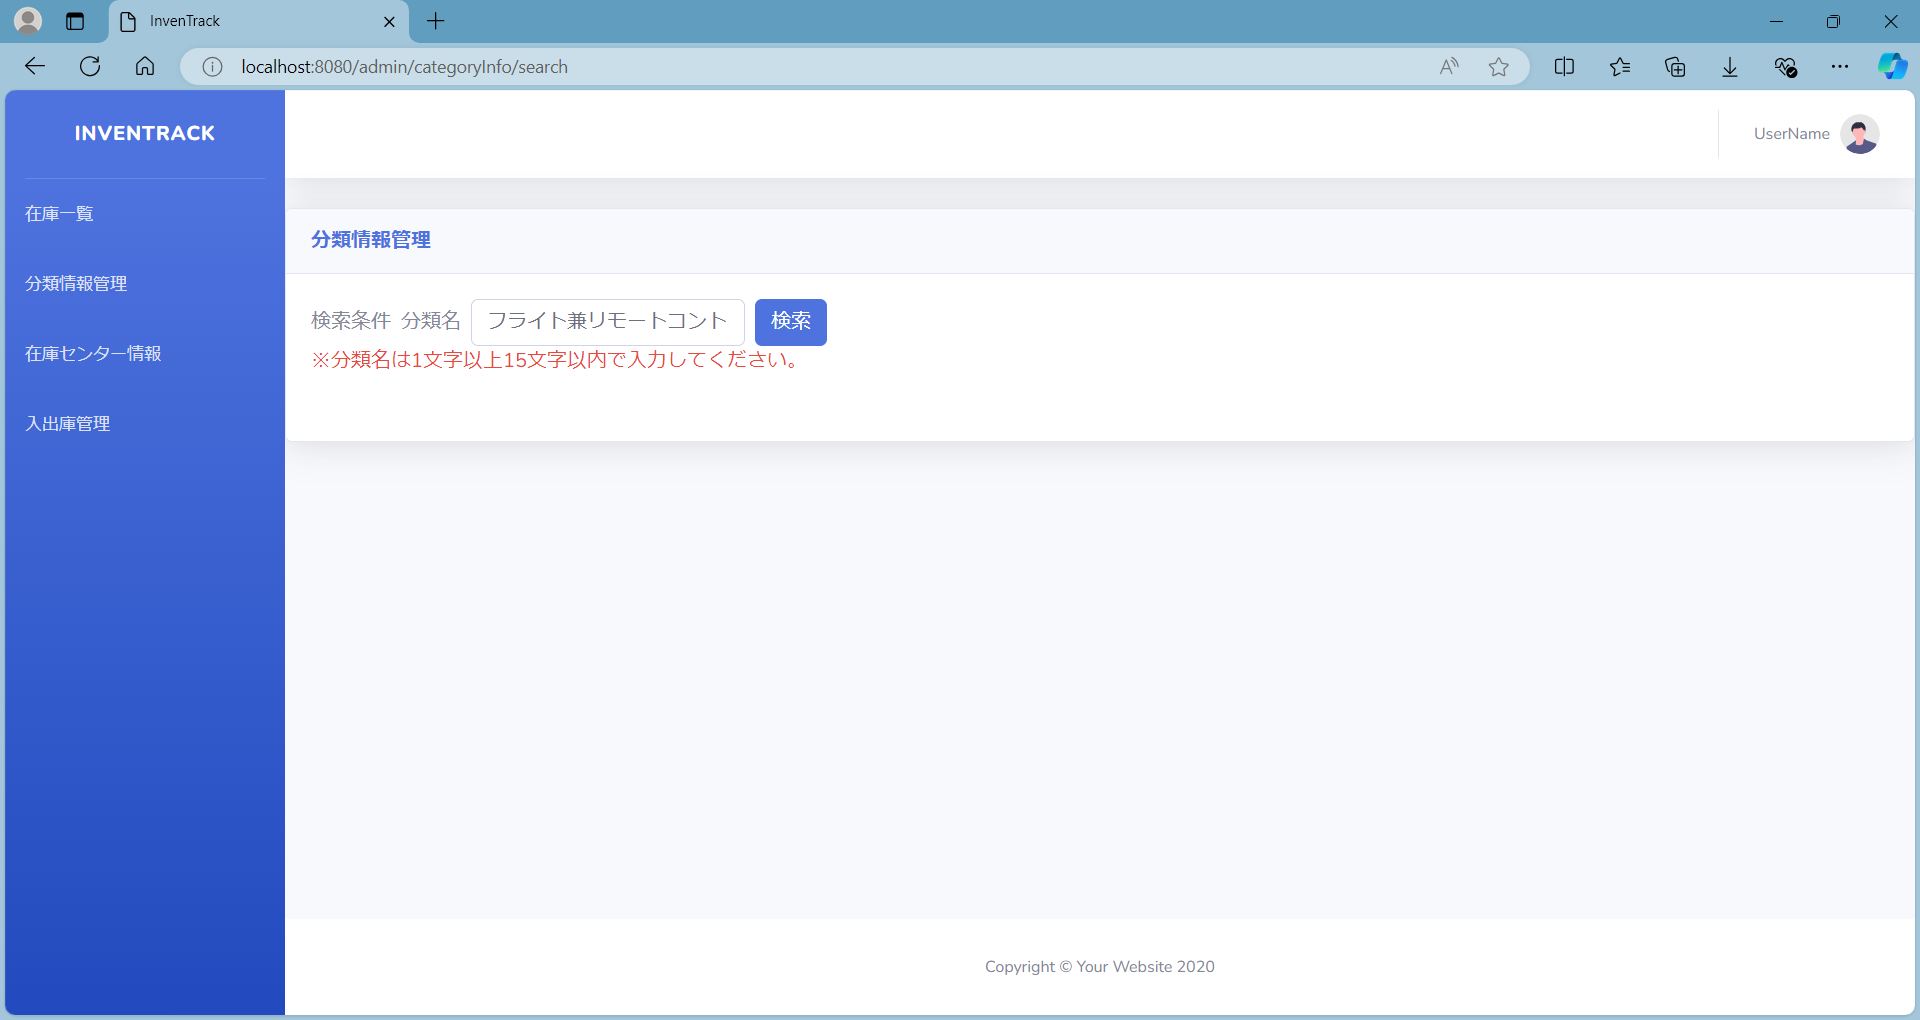 InvenTrack
localhost:8080/admin/categoryInfo/search
INVENTRACK
UserName
在庫一覧
分類情報管理
在庫センター情報
入出庫管理
分類情報管理
検索条件 分類名 フライト兼リモートコント 検索
※分類名は1文字以上15文字以内で入力してください。
Copyright © Your Website 2020